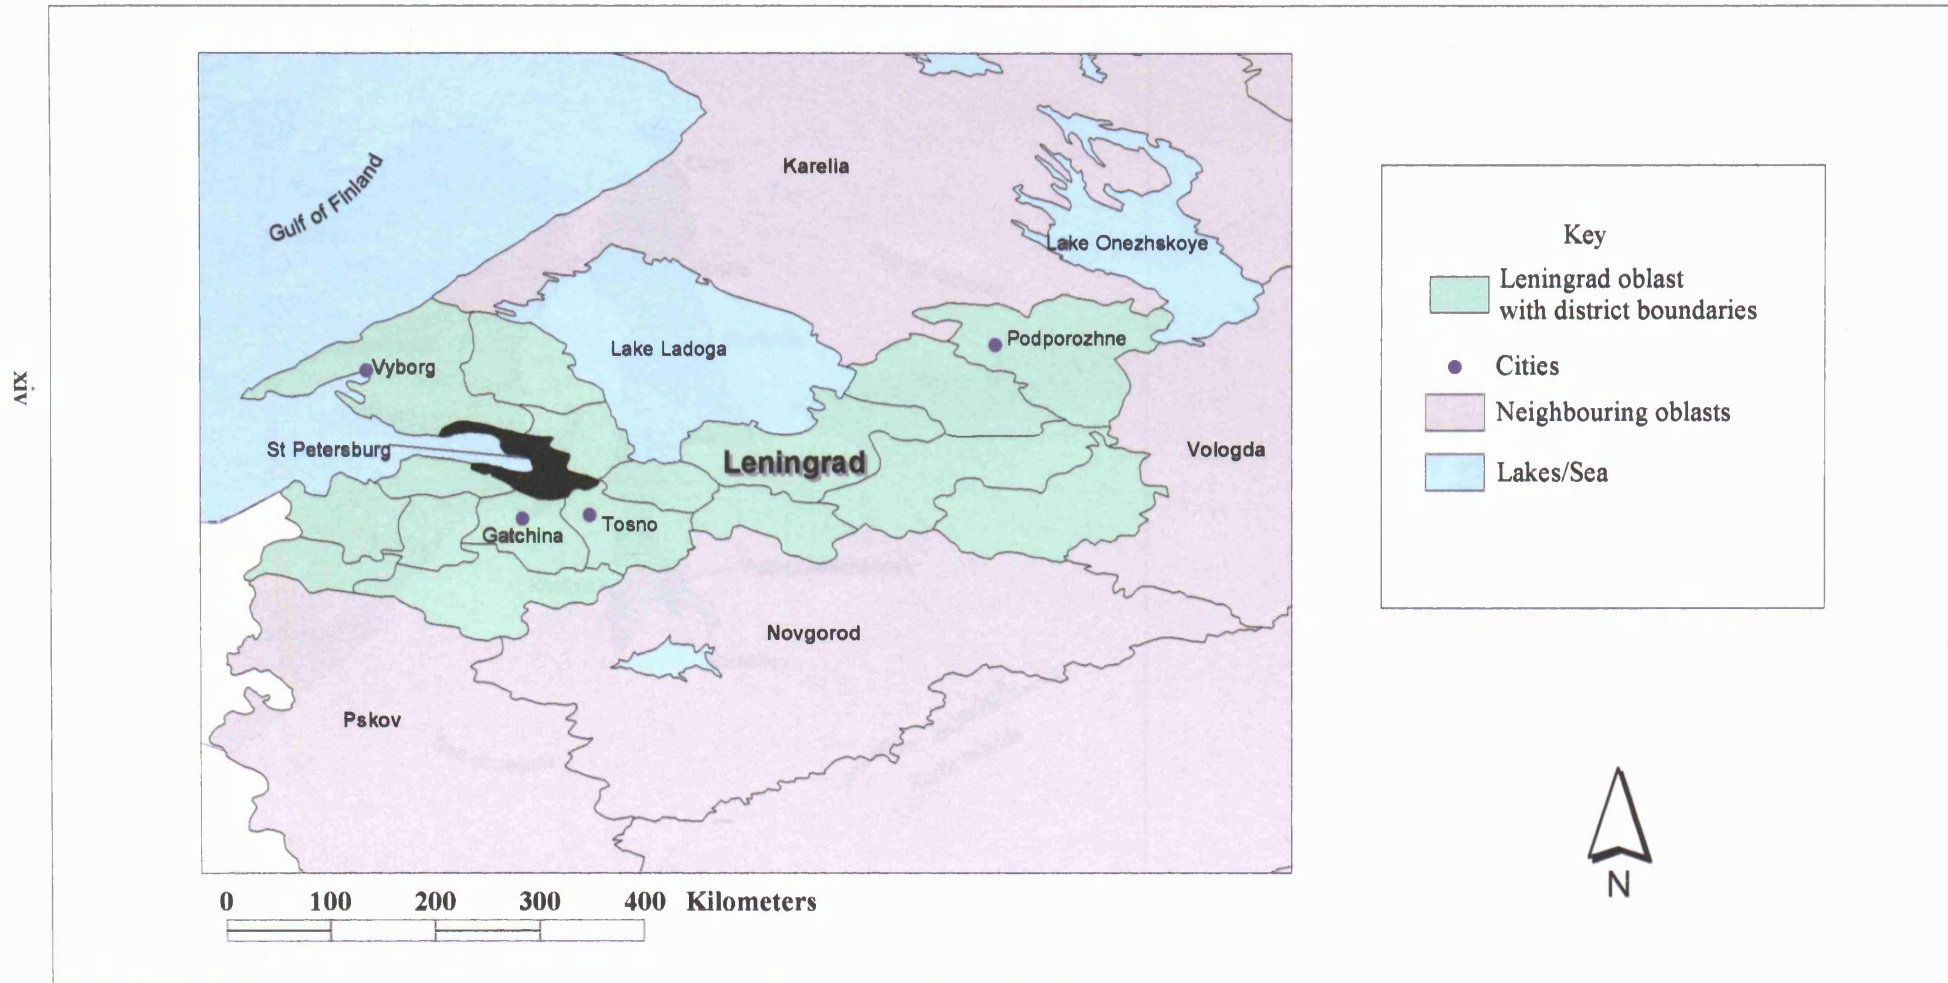 xiv
Gulf of Finland
Karelia
Lake Onezhskoye
Lake Ladoga
Podporozhne
Vyborg
St Petersburg
Leningrad
Vologda
Gatchina
Tosno
Novgorod
Pskov
0 100 200 300 400 Kilometers
Key
Leningrad oblast
with district boundaries
Cities
Neighbouring oblasts
Lakes/Sea
N